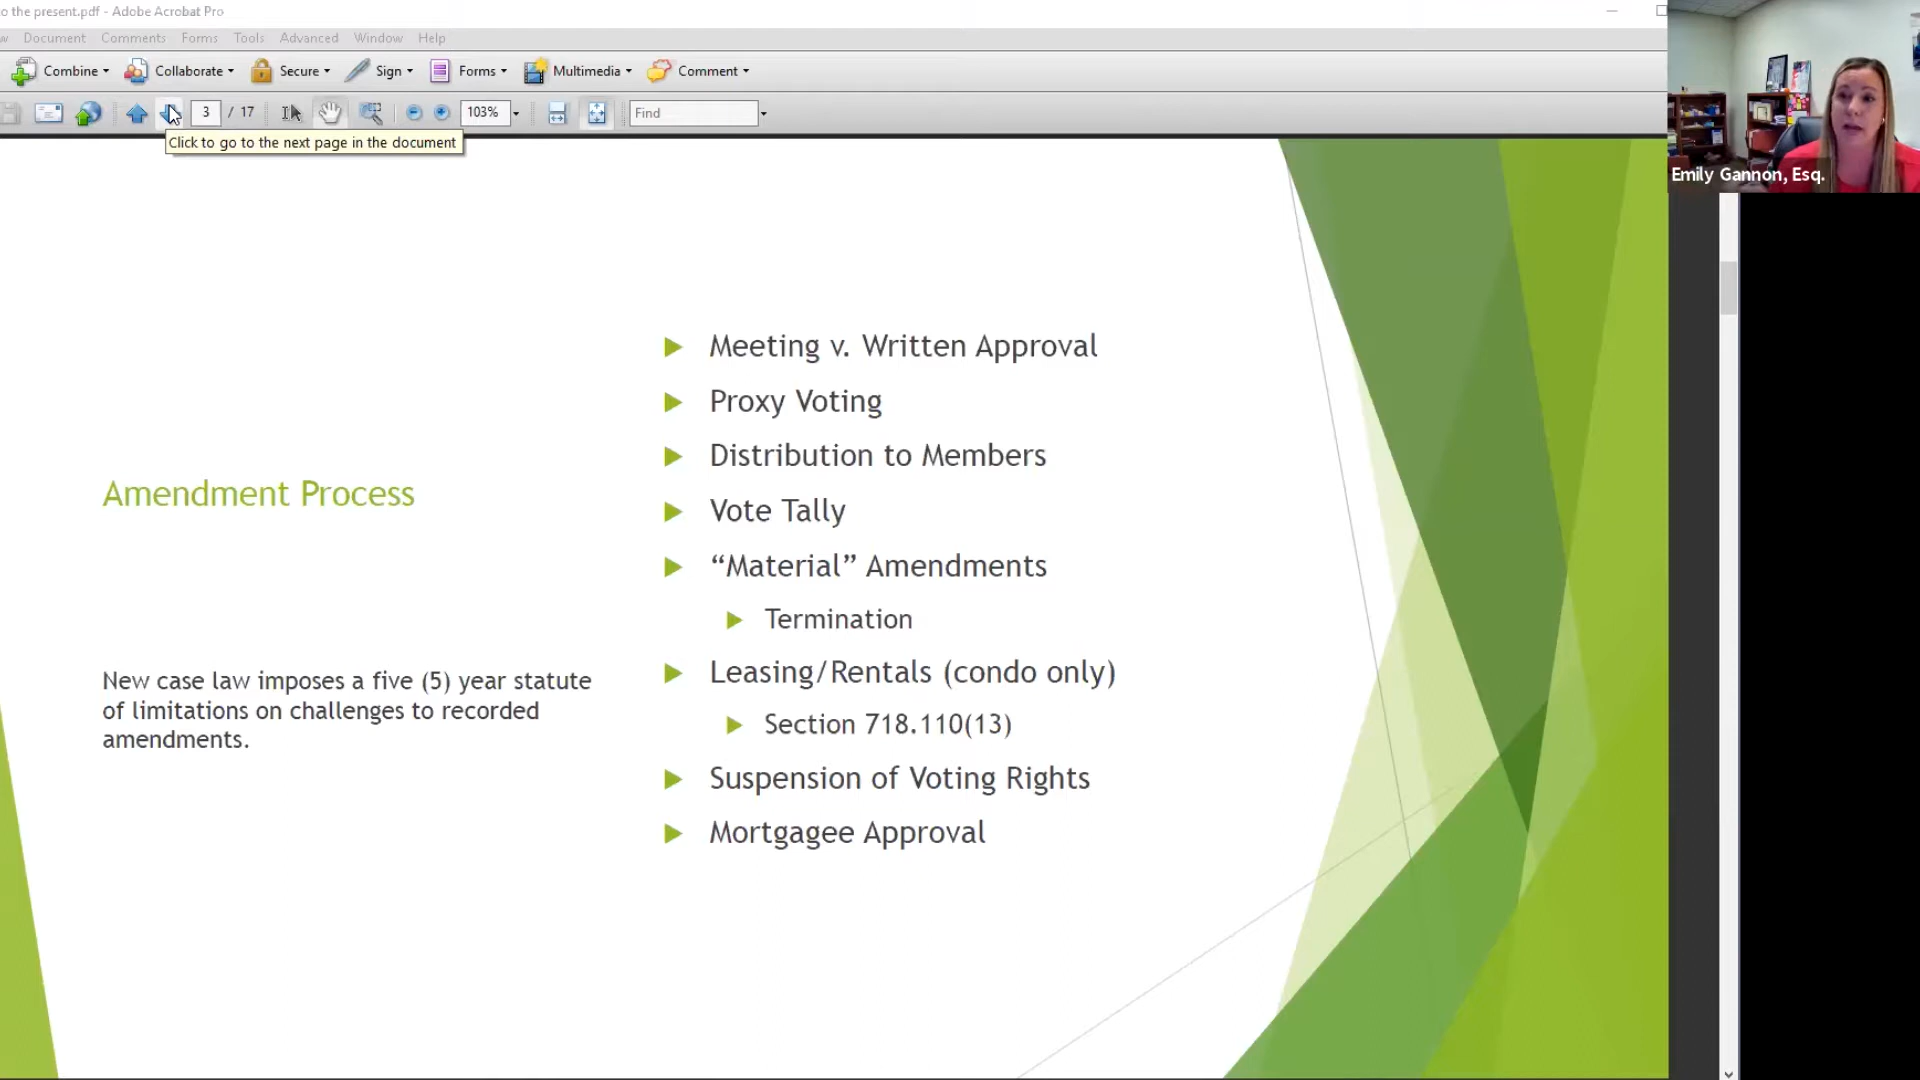 o the present.pdf - Adobe Acrobat Pro
w Document Comments Forms Tools Advanced Window Help
Combine Collaborate Secure Sign Forms Multimedia Comment
3 / 17 103% Find
Click to go to the next page in the document
Emily Gannon, Esq.
Meeting v. Written Approval
Proxy Voting
Distribution to Members
Amendment Process
Vote Tally
“Material” Amendments
Termination
Leasing/Rentals (condo only)
New case law imposes a five (5) year statute
of limitations on challenges to recorded
amendments.
Section 718.110(13)
Suspension of Voting Rights
Mortgagee Approval